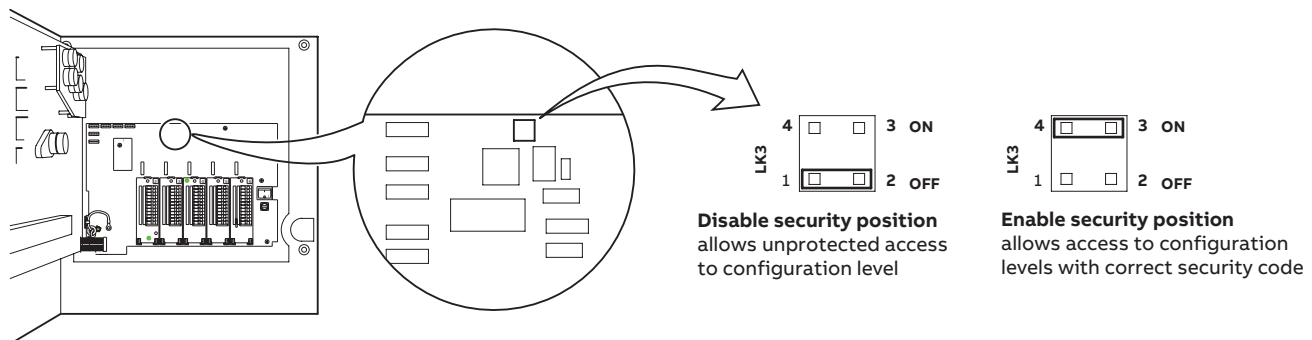 4 3 ON
LK3
1 2 OFF
Disable security position
allows unprotected access
to configuration level
4 3 ON
LK3
1 2 OFF
Enable security position
allows access to configuration
levels with correct security code